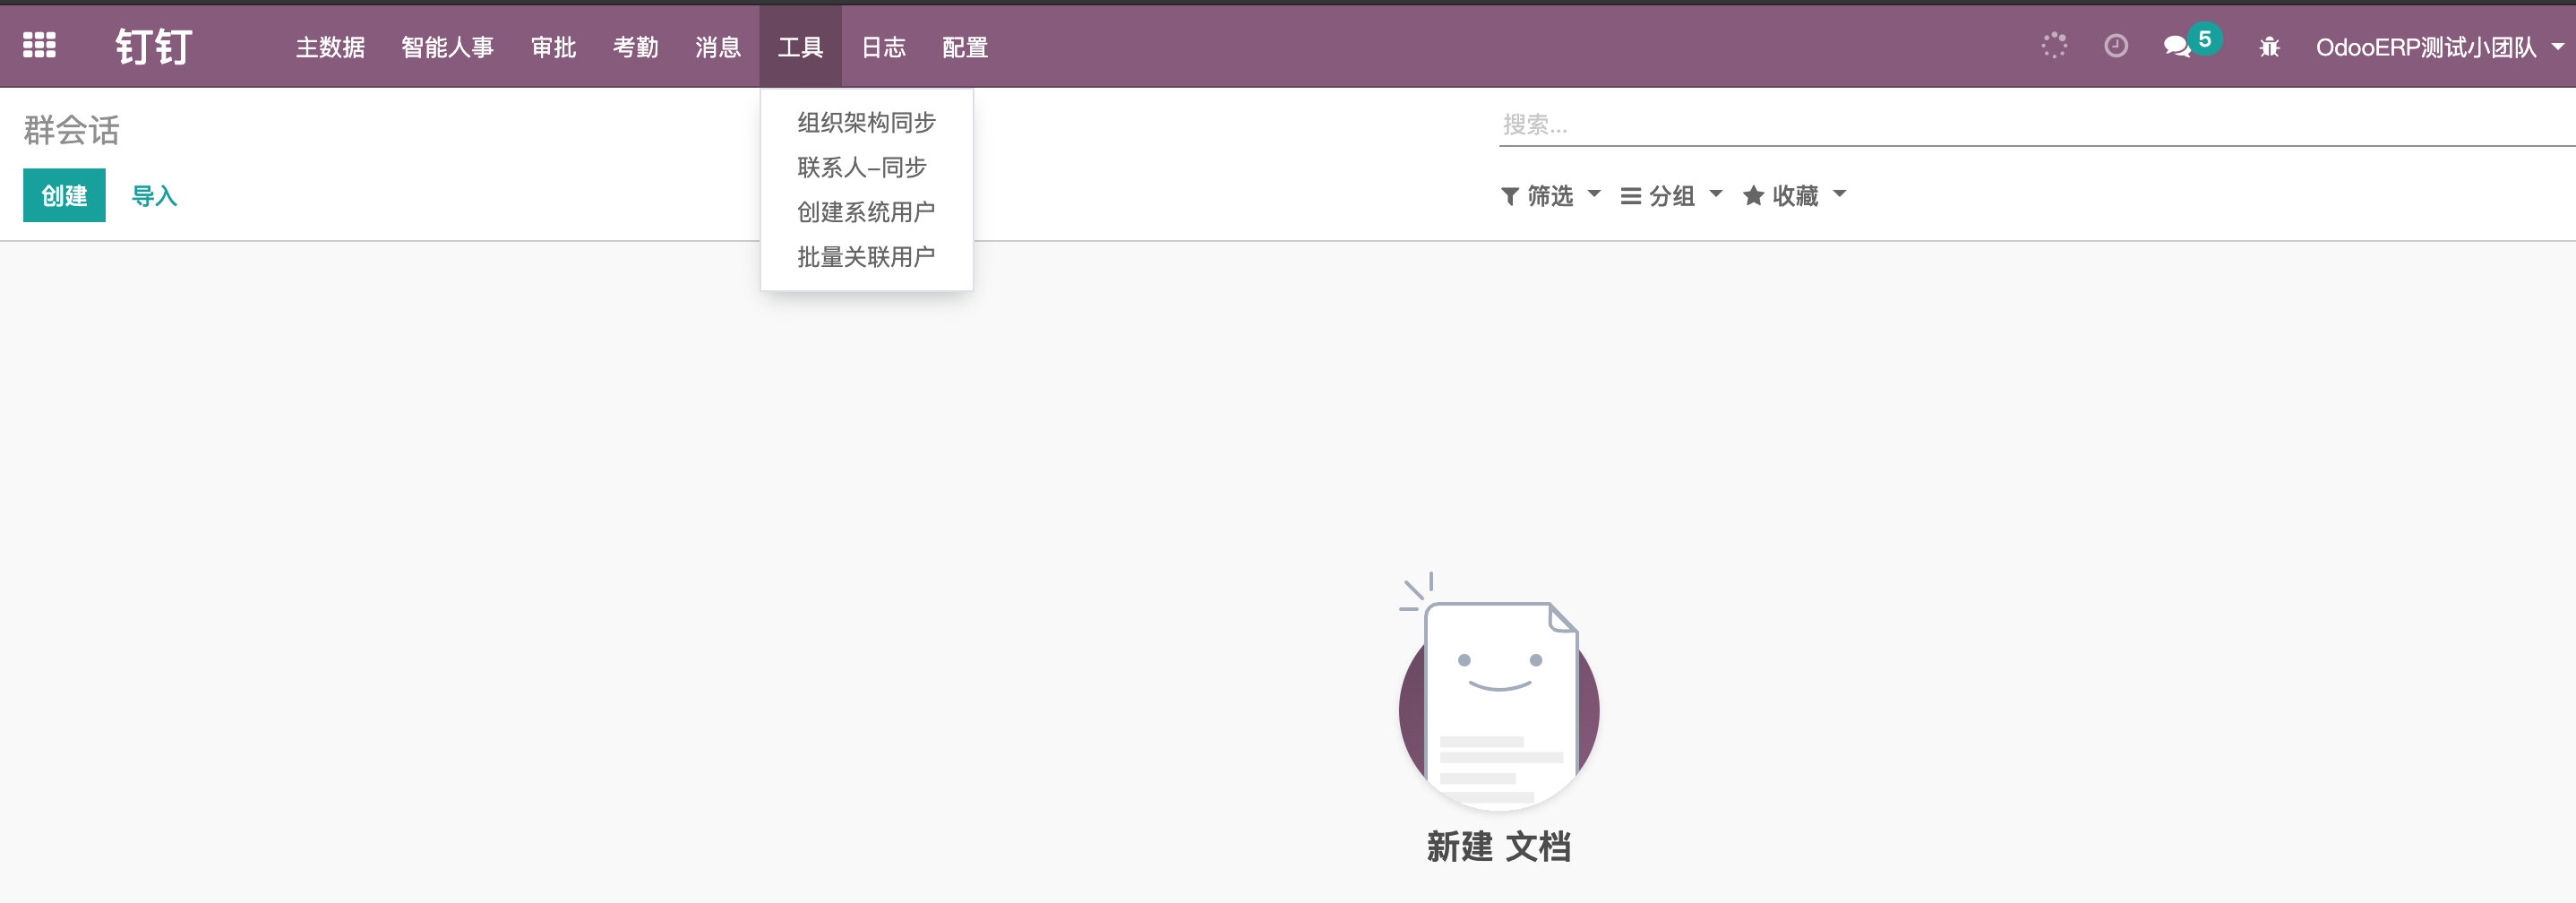 钉钉 主数据 智能人事 审批 考勤 消息 工具 日志 配置 5 OdooERP测试小团队
群会话
搜索...
创建 导入
筛选 分组 收藏
组织架构同步
联系人-同步
创建系统用户
批量关联用户
新建 文档